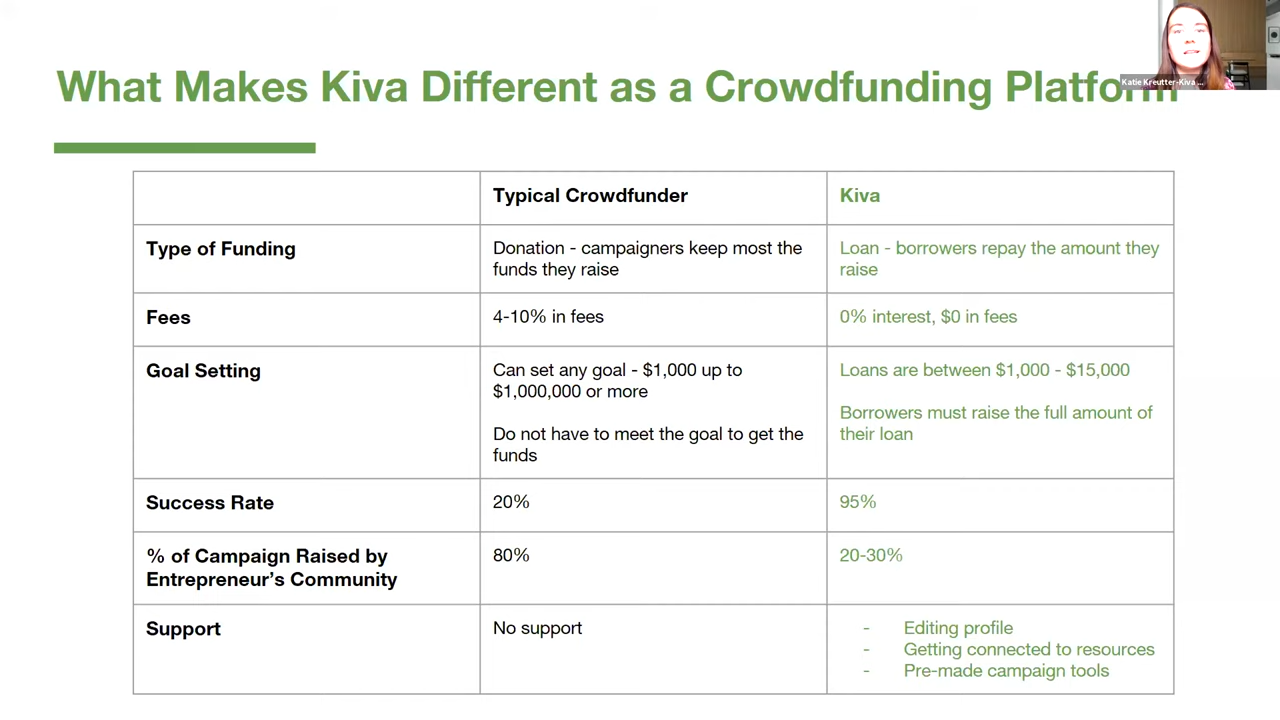 What Makes Kiva Different as a Crowdfunding Platform
Katie Kreutter-Kiva ...
Typical Crowdfunder
Kiva
Type of Funding
Donation - campaigners keep most the
funds they raise
Loan - borrowers repay the amount they
raise
Fees
4-10% in fees
0% interest, $0 in fees
Goal Setting
Can set any goal - $1,000 up to
$1,000,000 or more
Do not have to meet the goal to get the
funds
Loans are between $1,000 - $15,000
Borrowers must raise the full amount of
their loan
Success Rate
20%
95%
% of Campaign Raised by
Entrepreneur’s Community
80%
20-30%
Support
No support
- Editing profile
- Getting connected to resources
- Pre-made campaign tools